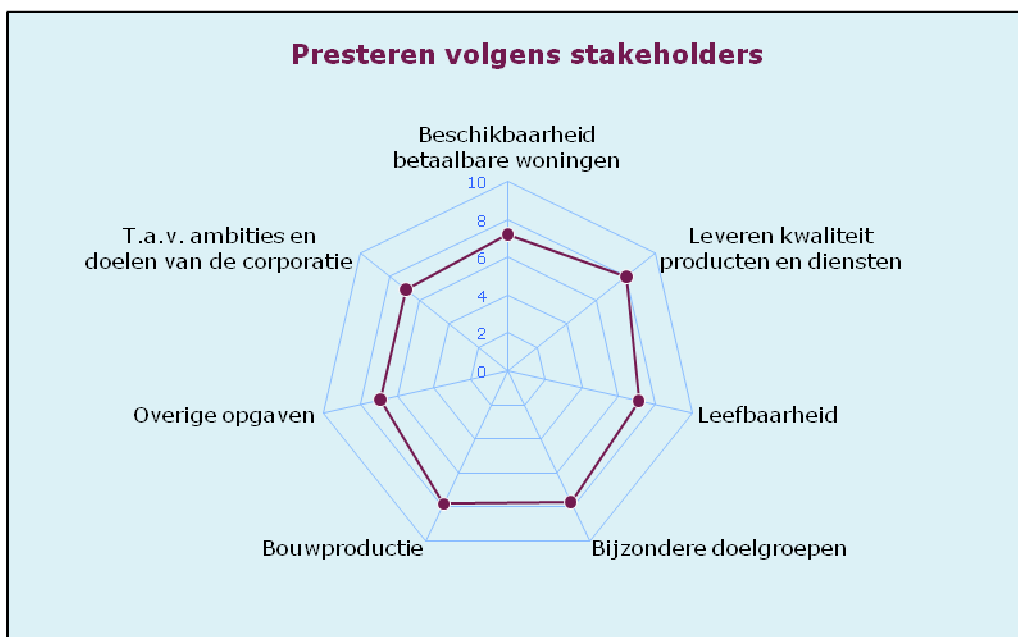 Presteren volgens stakeholders
Beschikbaarheid
betaalbare woningen
10
8
6
4
2
0
T.a.v. ambities en
doelen van de corporatie
Leveren kwaliteit
producten en diensten
Overige opgaven
Leefbaarheid
Bouwproductie
Bijzondere doelgroepen